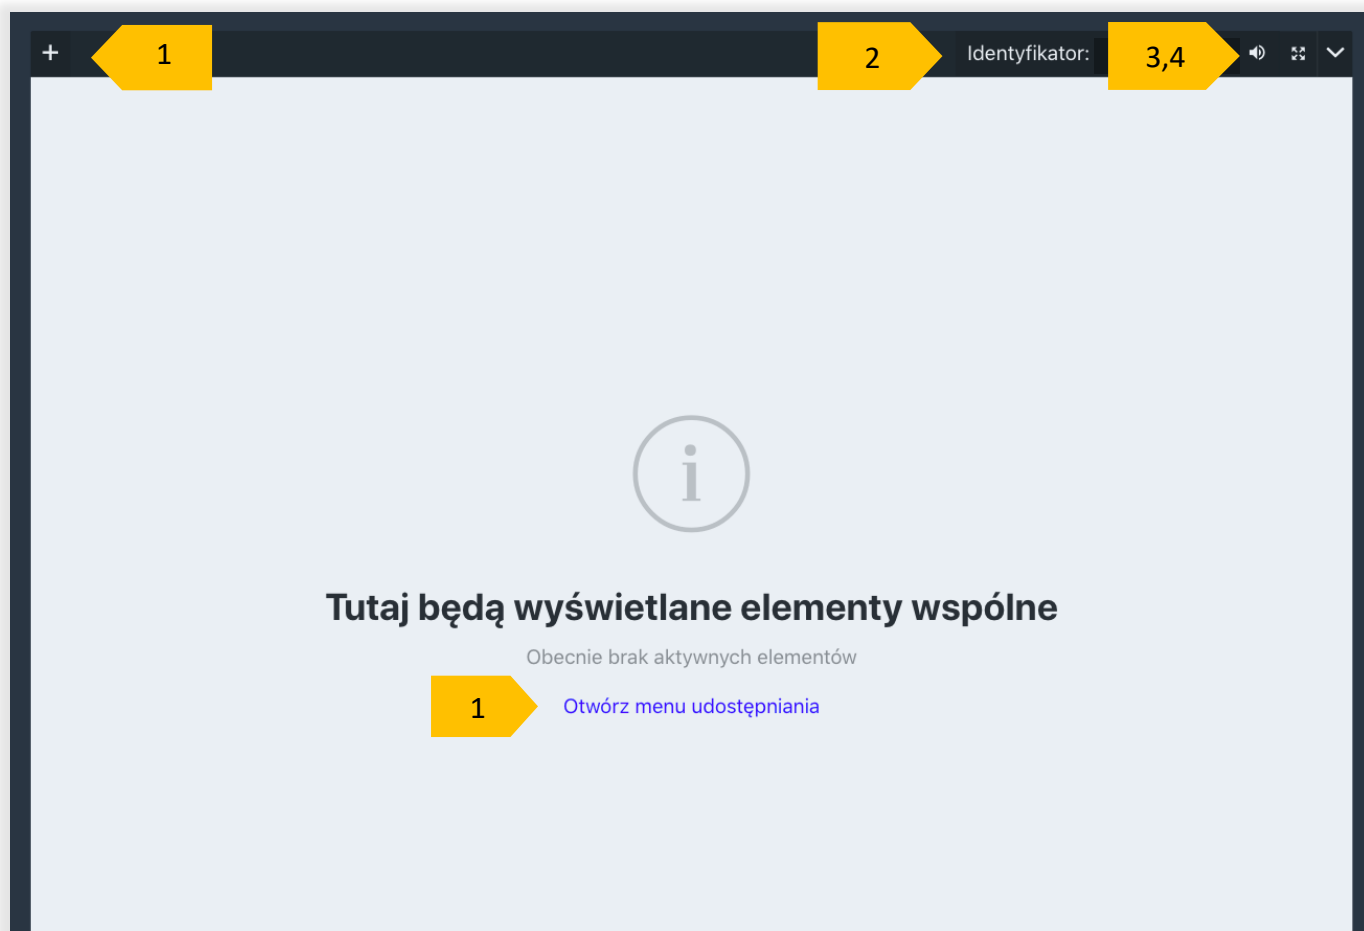 + 1 2 Identyfikator: 3,4
i
Tutaj będą wyświetlane elementy wspólne
Obecnie brak aktywnych elementów
1 Otwórz menu udostępniania